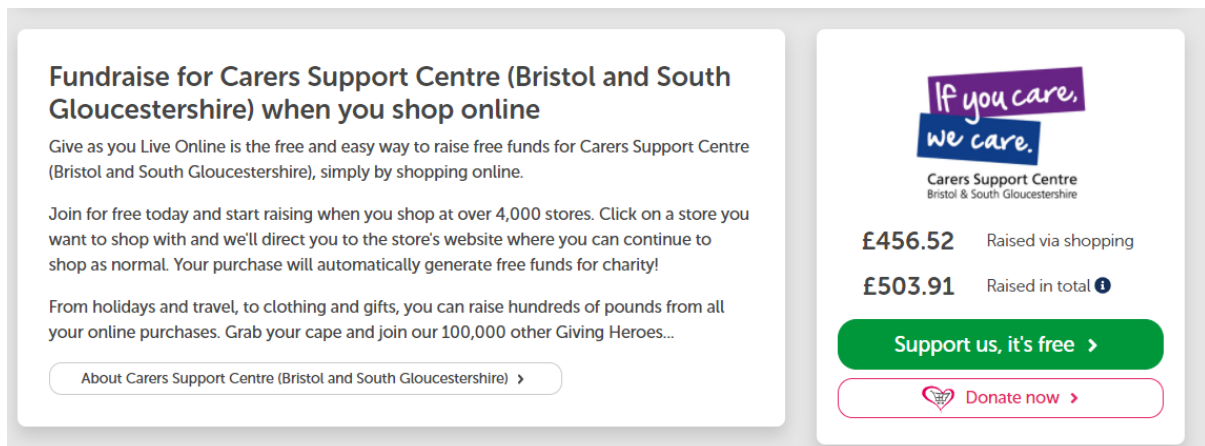 Fundraise for Carers Support Centre (Bristol and South
Gloucestershire) when you shop online
Give as you Live Online is the free and easy way to raise free funds for Carers Support Centre
(Bristol and South Gloucestershire), simply by shopping online.
Join for free today and start raising when you shop at over 4,000 stores. Click on a store you
want to shop with and we'll direct you to the store's website where you can continue to
shop as normal. Your purchase will automatically generate free funds for charity!
From holidays and travel, to clothing and gifts, you can raise hundreds of pounds from all
your online purchases. Grab your cape and join our 100,000 other Giving Heroes...
About Carers Support Centre (Bristol and South Gloucestershire) >
If you care,
we care.
Carers Support Centre
Bristol & South Gloucestershire
£456.52 Raised via shopping
£503.91 Raised in total i
Support us, it's free >
Donate now >